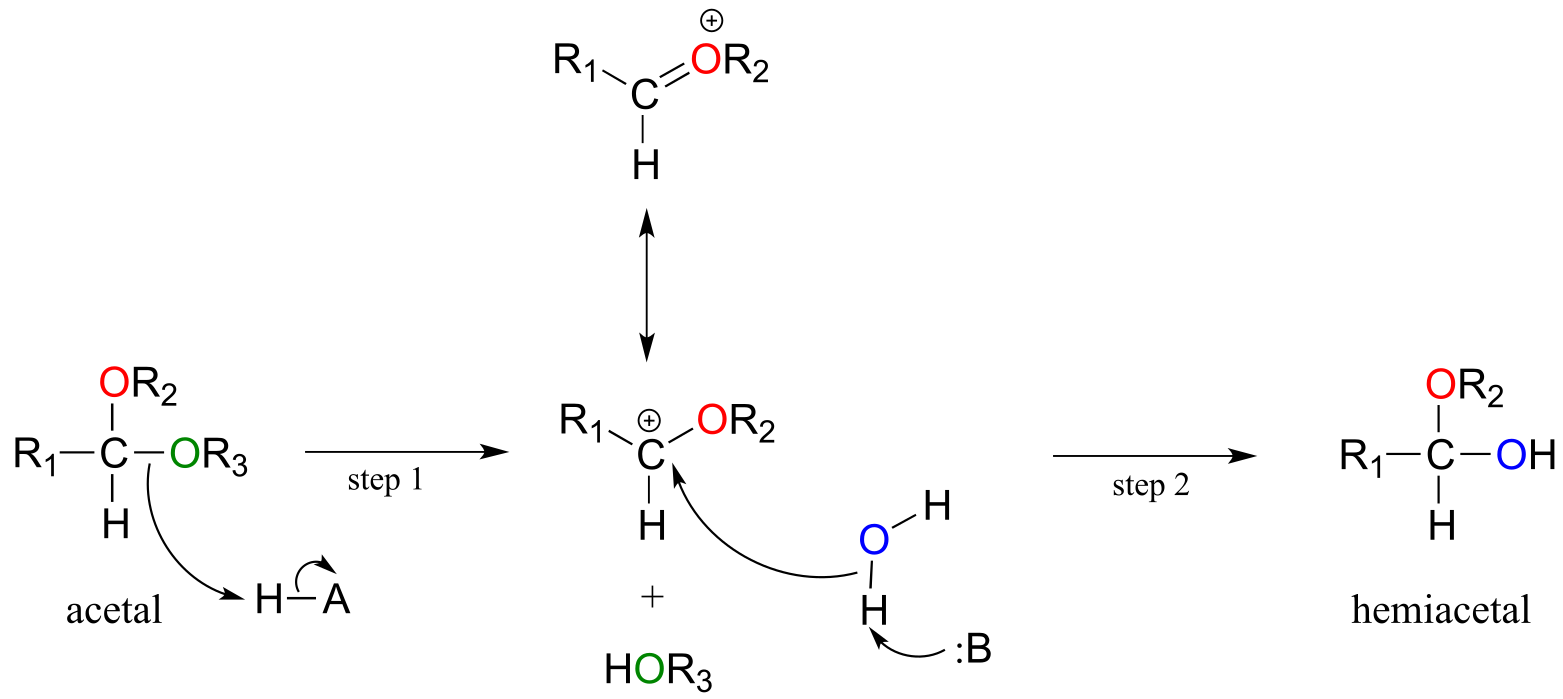 ⊕
R₁ C OR₂
H
OR₂
R₁ C OR₃
H
acetal
H A
step 1
R₁ ⊕ OR₂
C
H
+
HOR₃
O H
H
:B
step 2
OR₂
R₁ C OH
H
hemiacetal